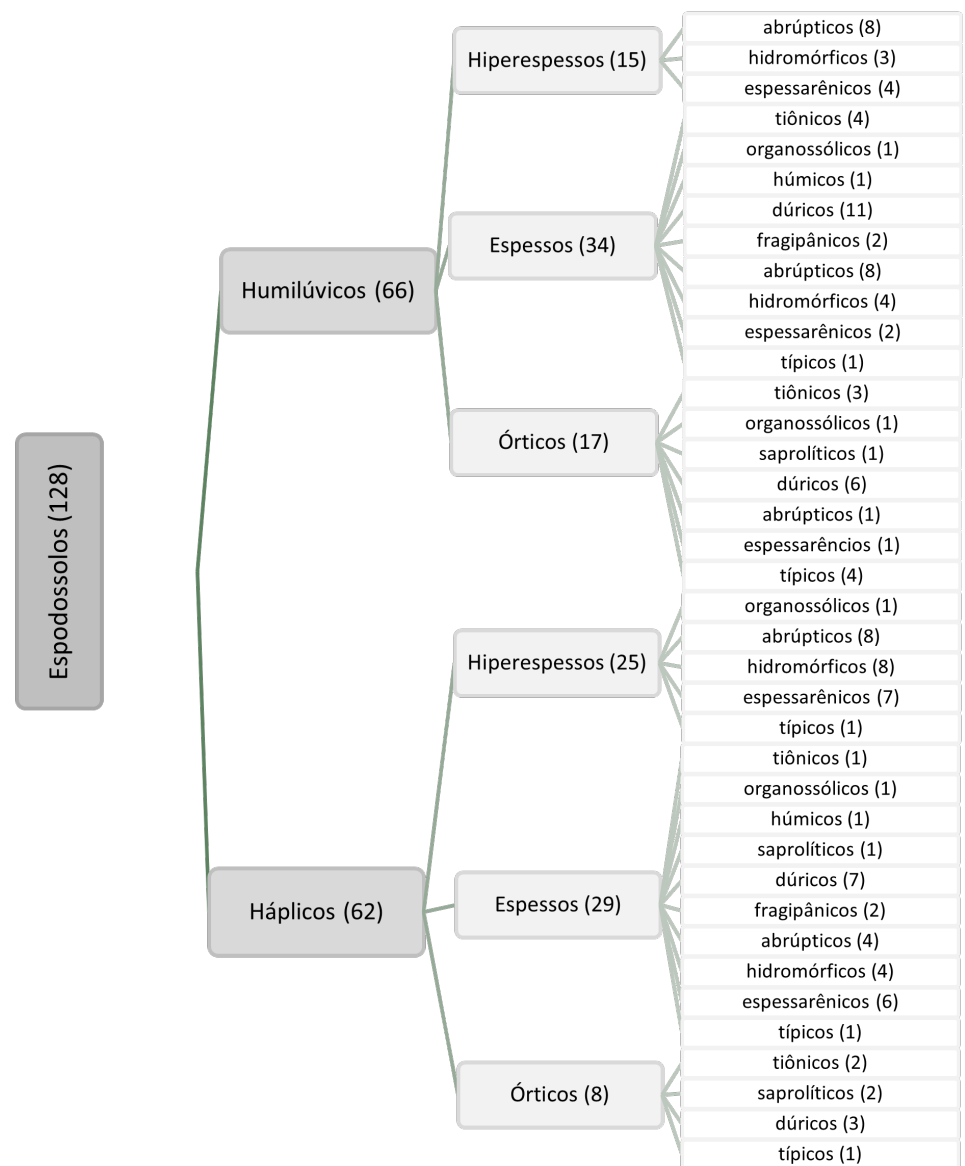 Espodossolos (128)
Humilúvicos (66)
Hiperespessos (15)
abrúpticos (8)
hidromórficos (3)
espessarênicos (4)
Espessos (34)
tiônicos (4)
organossólicos (1)
húmicos (1)
dúricos (11)
fragipânicos (2)
abrúpticos (8)
hidromórficos (4)
espessarênicos (2)
típicos (1)
Órticos (17)
tiônicos (3)
organossólicos (1)
saprolíticos (1)
dúricos (6)
abrúpticos (1)
espessarêncios (1)
típicos (4)
Háplicos (62)
Hiperespessos (25)
organossólicos (1)
abrúpticos (8)
hidromórficos (8)
espessarênicos (7)
típicos (1)
Espessos (29)
tiônicos (1)
organossólicos (1)
húmicos (1)
saprolíticos (1)
dúricos (7)
fragipânicos (2)
abrúpticos (4)
hidromórficos (4)
espessarênicos (6)
típicos (1)
Órticos (8)
tiônicos (2)
saprolíticos (2)
dúricos (3)
típicos (1)